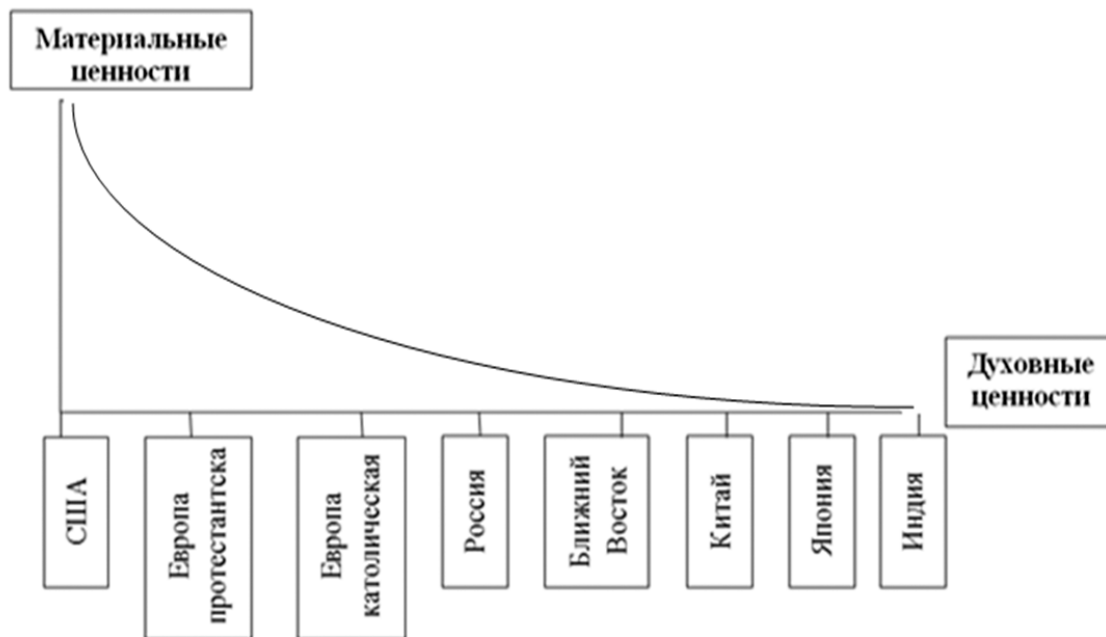 Материальные
ценности
Духовные
ценности
США
Европа
протестантска
Европа
католическая
Россия
Ближний
Восток
Китай
Япония
Индия